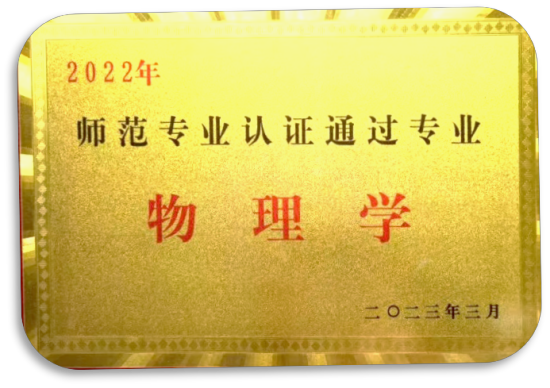 2022年
师范专业认证通过专业
物理学
二〇二三年三月